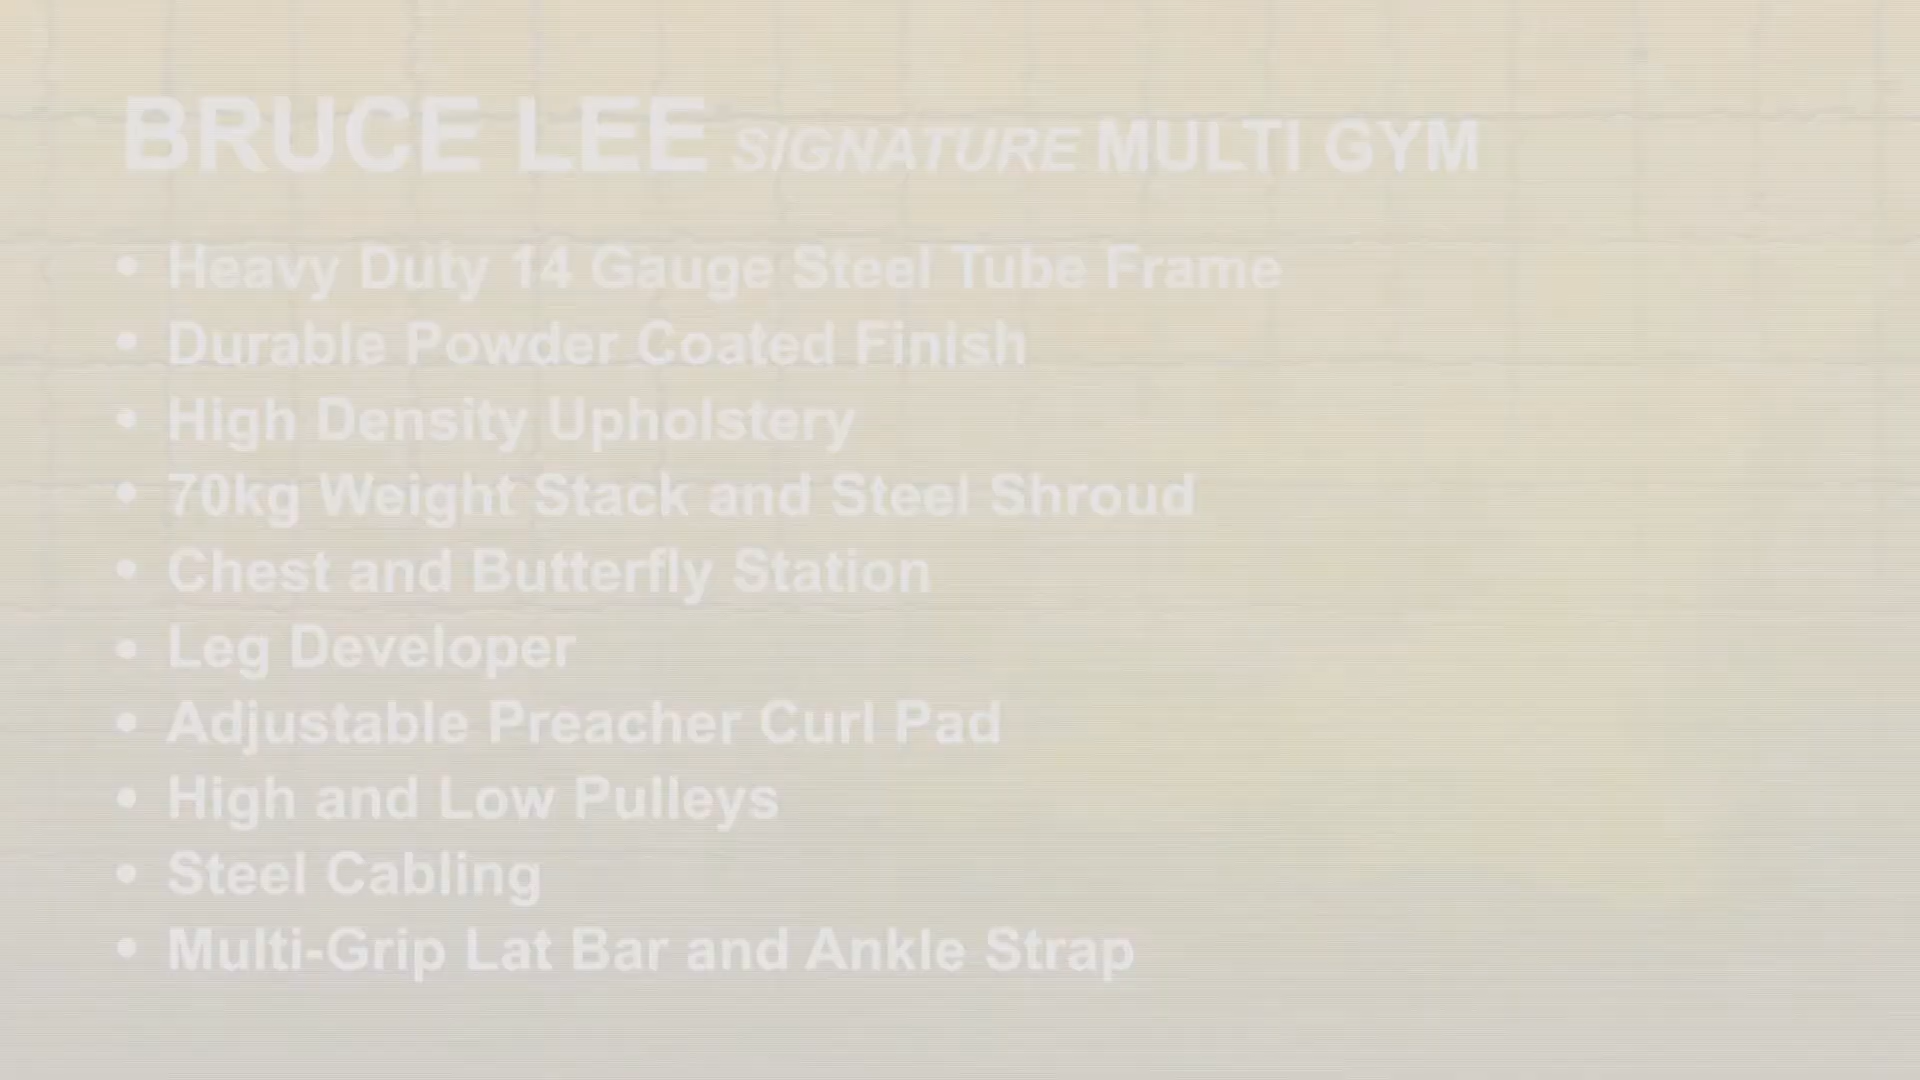 BRUCE LEE SIGNATURE MULTI GYM
• Heavy Duty 14 Gauge Steel Tube Frame
• Durable Powder Coated Finish
• High Density Upholstery
• 70kg Weight Stack and Steel Shroud
• Chest and Butterfly Station
• Leg Developer
• Adjustable Preacher Curl Pad
• High and Low Pulleys
• Steel Cabling
• Multi-Grip Lat Bar and Ankle Strap